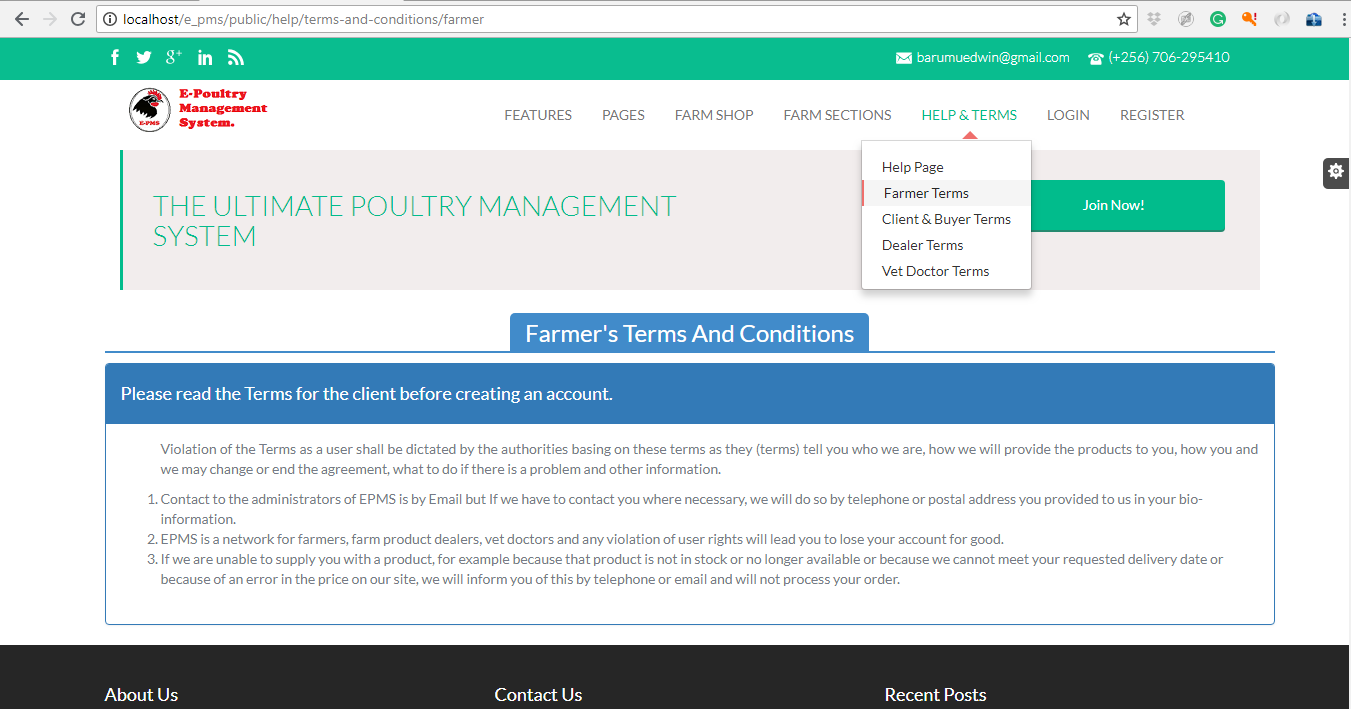 localhost/e_pms/public/help/terms-and-conditions/farmer
barumuedwin@gmail.com (+256) 706-295410
E-PMS
E-Poultry
Management
System.
FEATURES PAGES FARM SHOP FARM SECTIONS HELP & TERMS LOGIN REGISTER
Help Page
Farmer Terms
Client & Buyer Terms
Dealer Terms
Vet Doctor Terms
THE ULTIMATE POULTRY MANAGEMENT
SYSTEM
Join Now!
Farmer's Terms And Conditions
Please read the Terms for the client before creating an account.
Violation of the Terms as a user shall be dictated by the authorities basing on these terms as they (terms) tell you who we are, how we will provide the products to you, how you and
we may change or end the agreement, what to do if there is a problem and other information.
1. Contact to the administrators of EPMS is by Email but If we have to contact you where necessary, we will do so by telephone or postal address you provided to us in your bio-
information.
2. EPMS is a network for farmers, farm product dealers, vet doctors and any violation of user rights will lead you to lose your account for good.
3. If we are unable to supply you with a product, for example because that product is not in stock or no longer available or because we cannot meet your requested delivery date or
because of an error in the price on our site, we will inform you of this by telephone or email and will not process your order.
About Us Contact Us Recent Posts